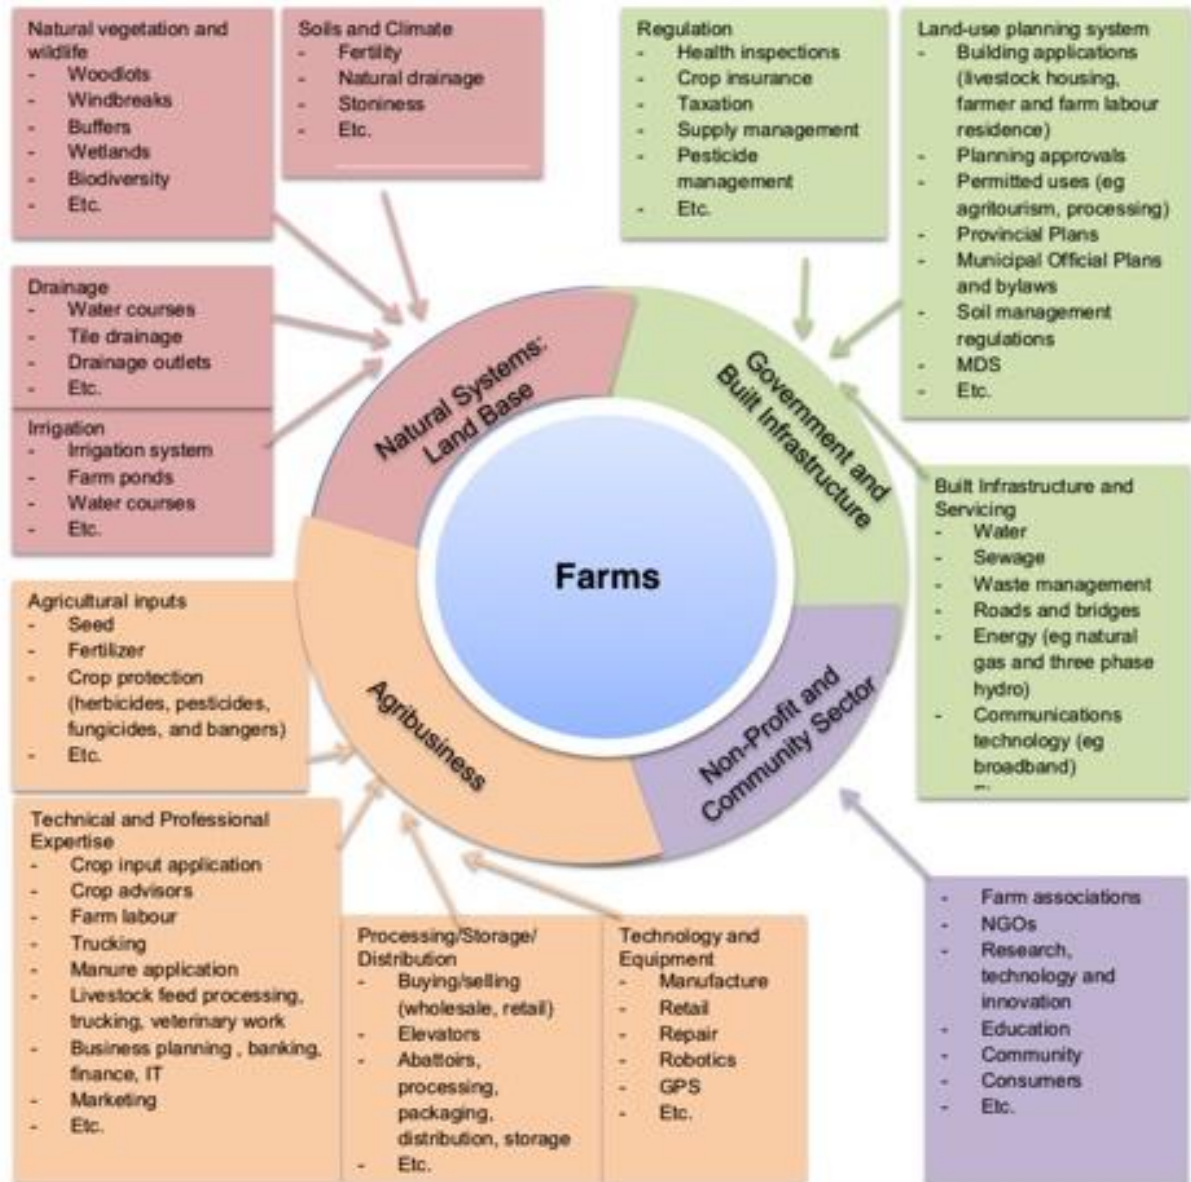 Natural vegetation and
wildlife
- Woodlots
- Windbreaks
- Buffers
- Wetlands
- Biodiversity
- Etc.
Soils and Climate
- Fertility
- Natural drainage
- Stoniness
- Etc.
Regulation
- Health inspections
- Crop insurance
- Taxation
- Supply management
- Pesticide
management
- Etc.
Land-use planning system
- Building applications
(livestock housing,
farmer and farm labour
residence)
- Planning approvals
- Permitted uses (eg
agritourism, processing)
- Provincial Plans
- Municipal Official Plans
and bylaws
- Soil management
regulations
- MDS
- Etc.
Drainage
- Water courses
- Tile drainage
- Drainage outlets
- Etc.
Irrigation
- Irrigation system
- Farm ponds
- Water courses
- Etc.
Natural Systems:
Land Base
Government and
Built Infrastructure
Farms
Agribusiness
Non-Profit and
Community Sector
Built Infrastructure and
Servicing
- Water
- Sewage
- Waste management
- Roads and bridges
- Energy (eg natural
gas and three phase
hydro)
- Communications
technology (eg
broadband)
Agricultural inputs
- Seed
- Fertilizer
- Crop protection
(herbicides, pesticides,
fungicides, and bangers)
- Etc.
Technical and Professional
Expertise
- Crop input application
- Crop advisors
- Farm labour
- Trucking
- Manure application
- Livestock feed processing,
trucking, veterinary work
- Business planning , banking,
finance, IT
- Marketing
- Etc.
Processing/Storage/
Distribution
- Buying/selling
(wholesale, retail)
- Elevators
- Abattoirs,
processing,
packaging,
distribution, storage
- Etc.
Technology and
Equipment
- Manufacture
- Retail
- Repair
- Robotics
- GPS
- Etc.
- Farm associations
- NGOs
- Research,
technology and
innovation
- Education
- Community
- Consumers
- Etc.